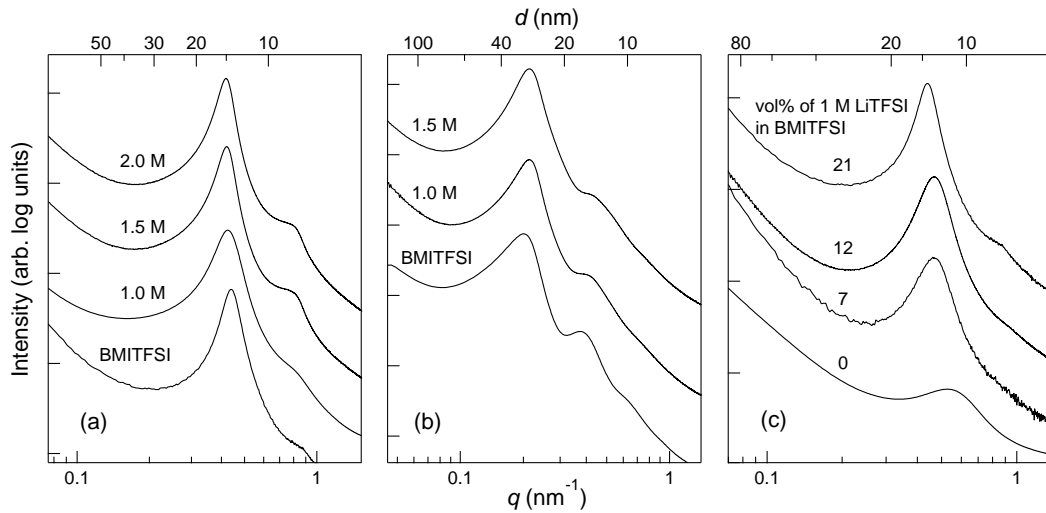 d (nm)
50 30 20 10
100 40 20 10
80 20 10
Intensity (arb. log units)
2.0 M
1.5 M
1.0 M
BMITFSI
(a)
0.1 1
1.5 M
1.0 M
BMITFSI
(b)
0.1 1
vol% of 1 M LiTFSI
in BMITFSI
21
12
7
0
(c)
0.1 1
q (nm-1)